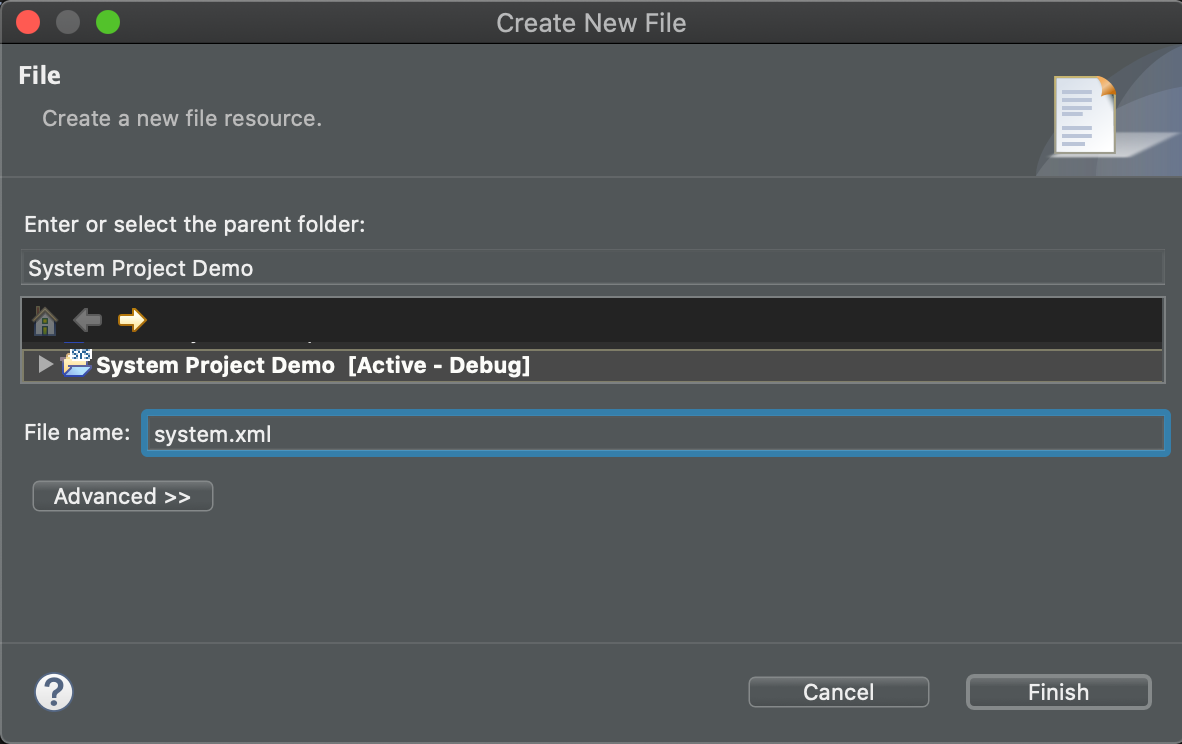 Create New File
File
Create a new file resource.
Enter or select the parent folder:
System Project Demo
System Project Demo [Active - Debug]
File name: system.xml
Advanced >>
?
Cancel Finish